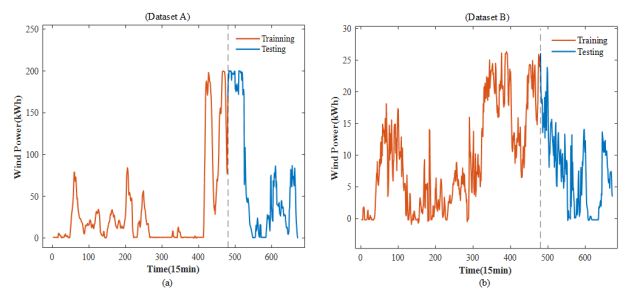 (Dataset A)
250
200
150
100
50
0
Wind Power(kWh)
Trainning
Testing
0 100 200 300 400 500 600
Time(15min)
(a)
(Dataset B)
30
25
20
15
10
5
0
Wind Power(kWh)
Training
Testing
0 100 200 300 400 500 600
Time(15min)
(b)